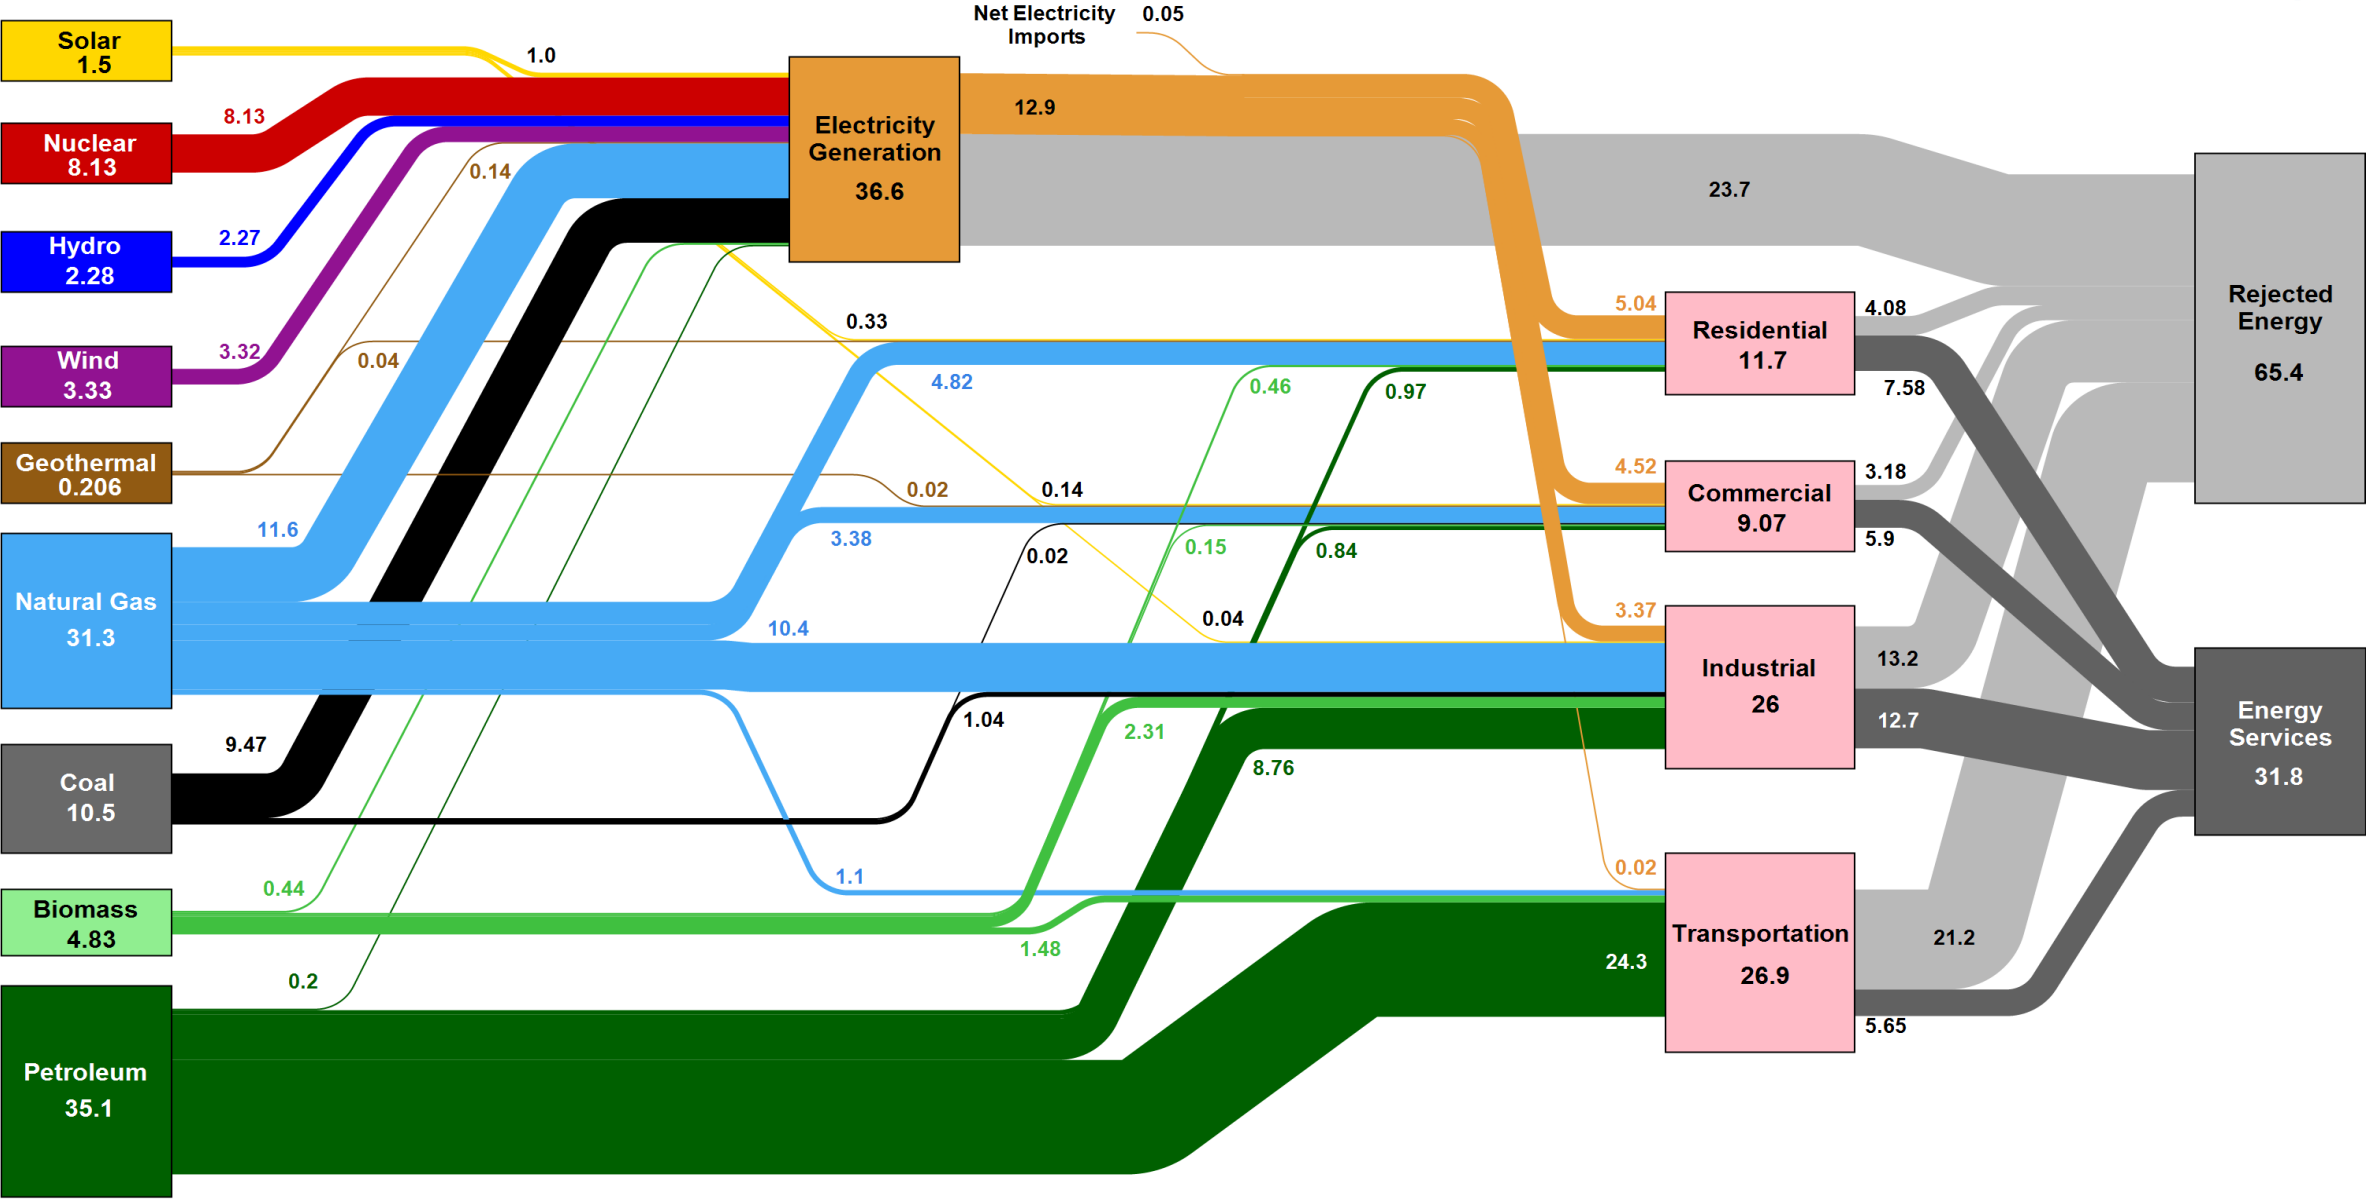 Net Electricity
Imports
0.05
Solar
1.5
1.0
Nuclear
8.13
8.13
Hydro
2.28
2.27
Wind
3.33
3.32
Geothermal
0.206
0.14
0.04
0.02
Natural Gas
31.3
11.6
4.82
3.38
10.4
1.1
Coal
10.5
9.47
0.02
1.04
Biomass
4.83
0.44
0.46
0.15
2.31
1.48
Petroleum
35.1
0.2
0.97
0.84
8.76
24.3
0.33
0.14
0.04
Electricity
Generation
36.6
12.9
23.7
5.04
4.52
3.37
0.02
Residential
11.7
4.08
7.58
Commercial
9.07
3.18
5.9
Industrial
26
13.2
12.7
Transportation
26.9
21.2
5.65
Rejected
Energy
65.4
Energy
Services
31.8